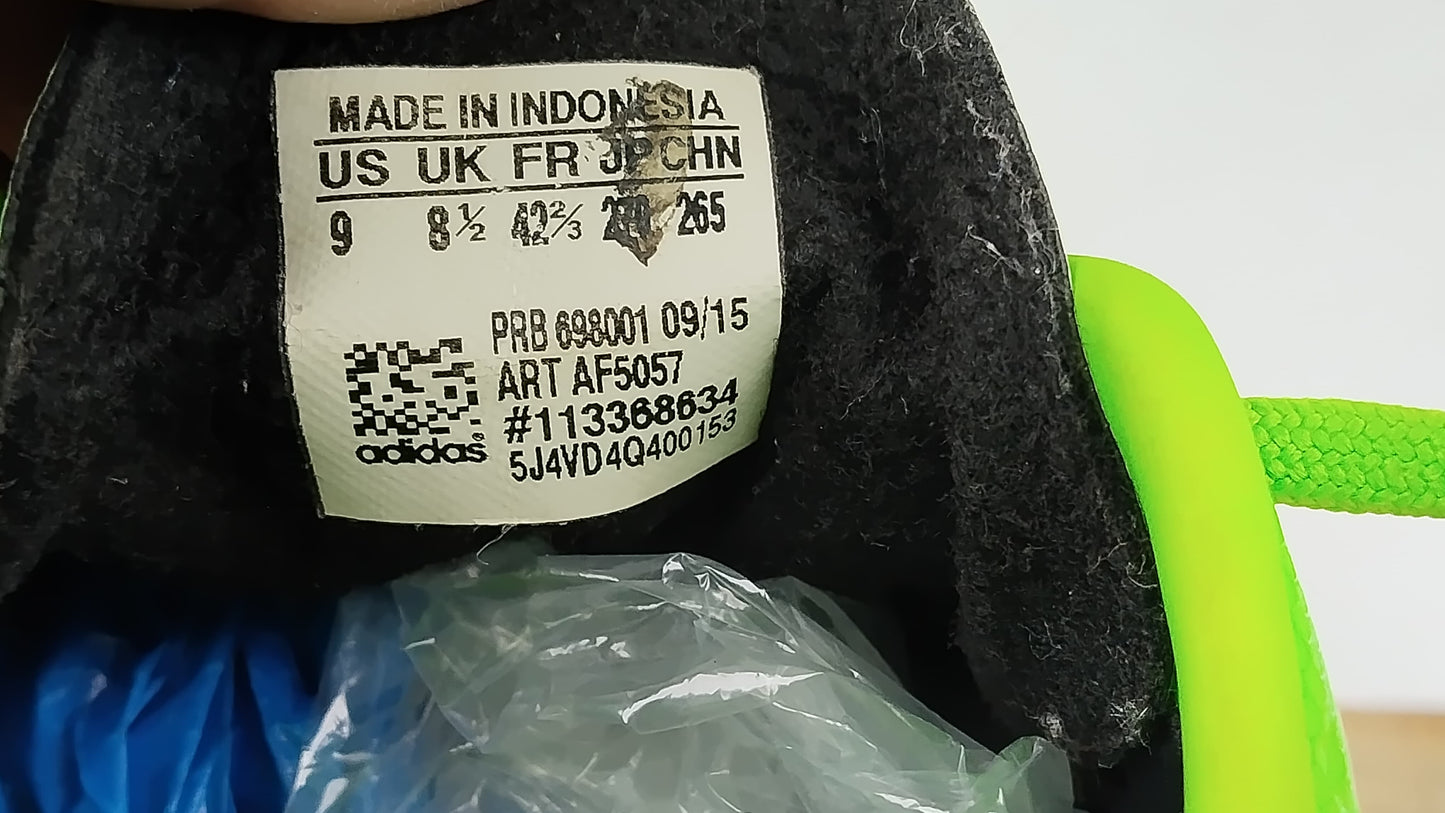 MADE IN INDONESIA
US UK FR JP CHN
9 8½ 42⅔ 270 265
PRB 698001 09/15
ART AF5057
#113368634
5J4VD4Q400153
adidas®